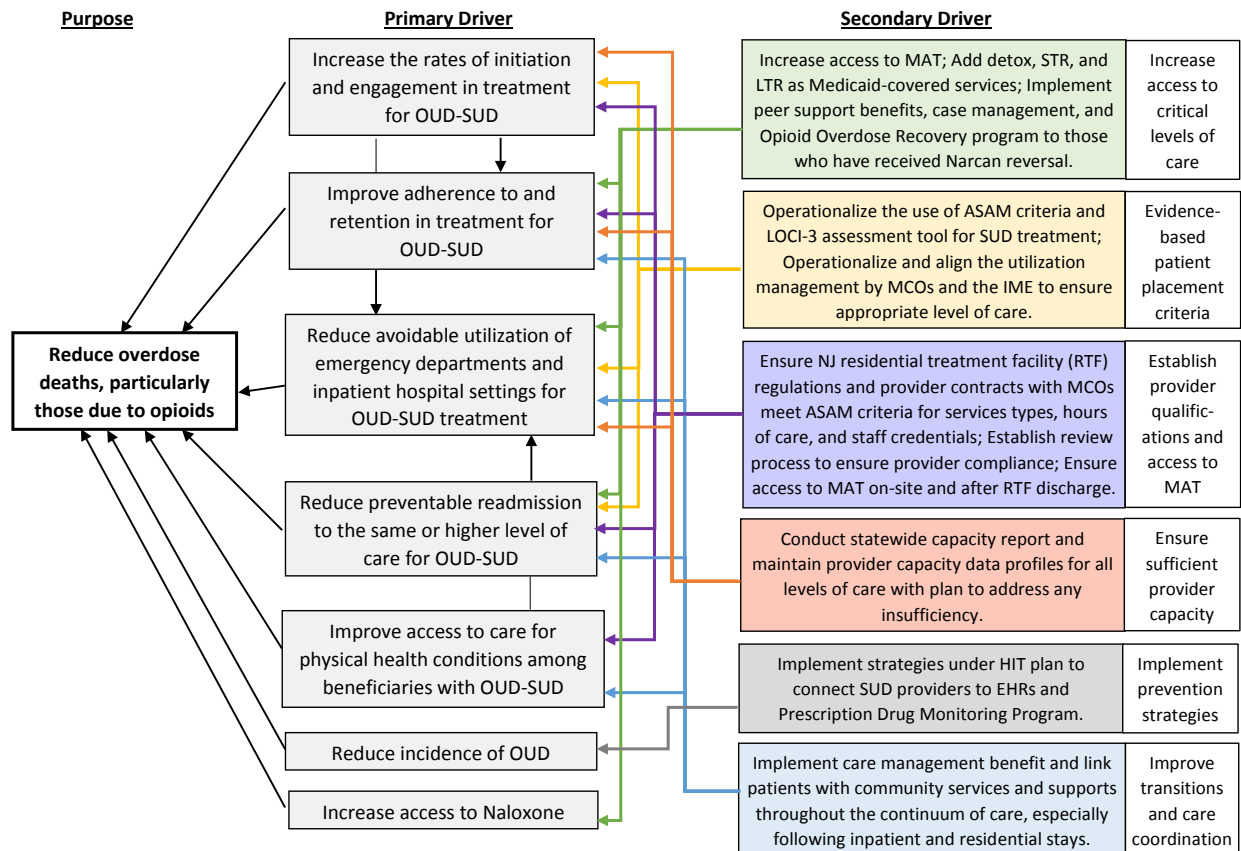 Purpose
Primary Driver
Secondary Driver
Reduce overdose
deaths, particularly
those due to opioids
Increase the rates of initiation
and engagement in treatment
for OUD-SUD
Improve adherence to and
retention in treatment for
OUD-SUD
Reduce avoidable utilization of
emergency departments and
inpatient hospital settings for
OUD-SUD treatment
Reduce preventable readmission
to the same or higher level of
care for OUD-SUD
Improve access to care for
physical health conditions among
beneficiaries with OUD-SUD
Reduce incidence of OUD
Increase access to Naloxone
Increase access to MAT; Add detox, STR, and
LTR as Medicaid-covered services; Implement
peer support benefits, case management, and
Opioid Overdose Recovery program to those
who have received Narcan reversal.
Increase
access to
critical
levels of
care
Operationalize the use of ASAM criteria and
LOCI-3 assessment tool for SUD treatment;
Operationalize and align the utilization
management by MCOs and the IME to ensure
appropriate level of care.
Evidence-
based
patient
placement
criteria
Ensure NJ residential treatment facility (RTF)
regulations and provider contracts with MCOs
meet ASAM criteria for services types, hours
of care, and staff credentials; Establish review
process to ensure provider compliance; Ensure
access to MAT on-site and after RTF discharge.
Establish
provider
qualific-
ations and
access to
MAT
Conduct statewide capacity report and
maintain provider capacity data profiles for all
levels of care with plan to address any
insufficiency.
Ensure
sufficient
provider
capacity
Implement strategies under HIT plan to
connect SUD providers to EHRs and
Prescription Drug Monitoring Program.
Implement
prevention
strategies
Implement care management benefit and link
patients with community services and supports
throughout the continuum of care, especially
following inpatient and residential stays.
Improve
transitions
and care
coordination